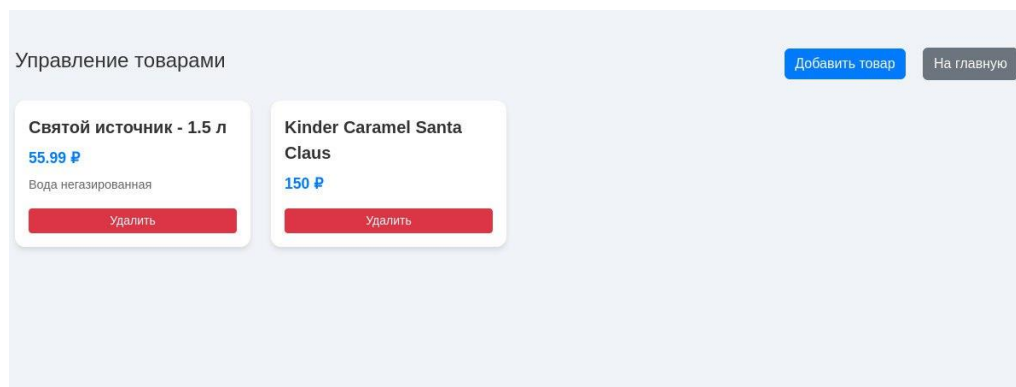 Управление товарами
Добавить товар
На главную
Святой источник - 1.5 л
55.99 ₽
Вода негазированная
Удалить
Kinder Caramel Santa
Claus
150 ₽
Удалить